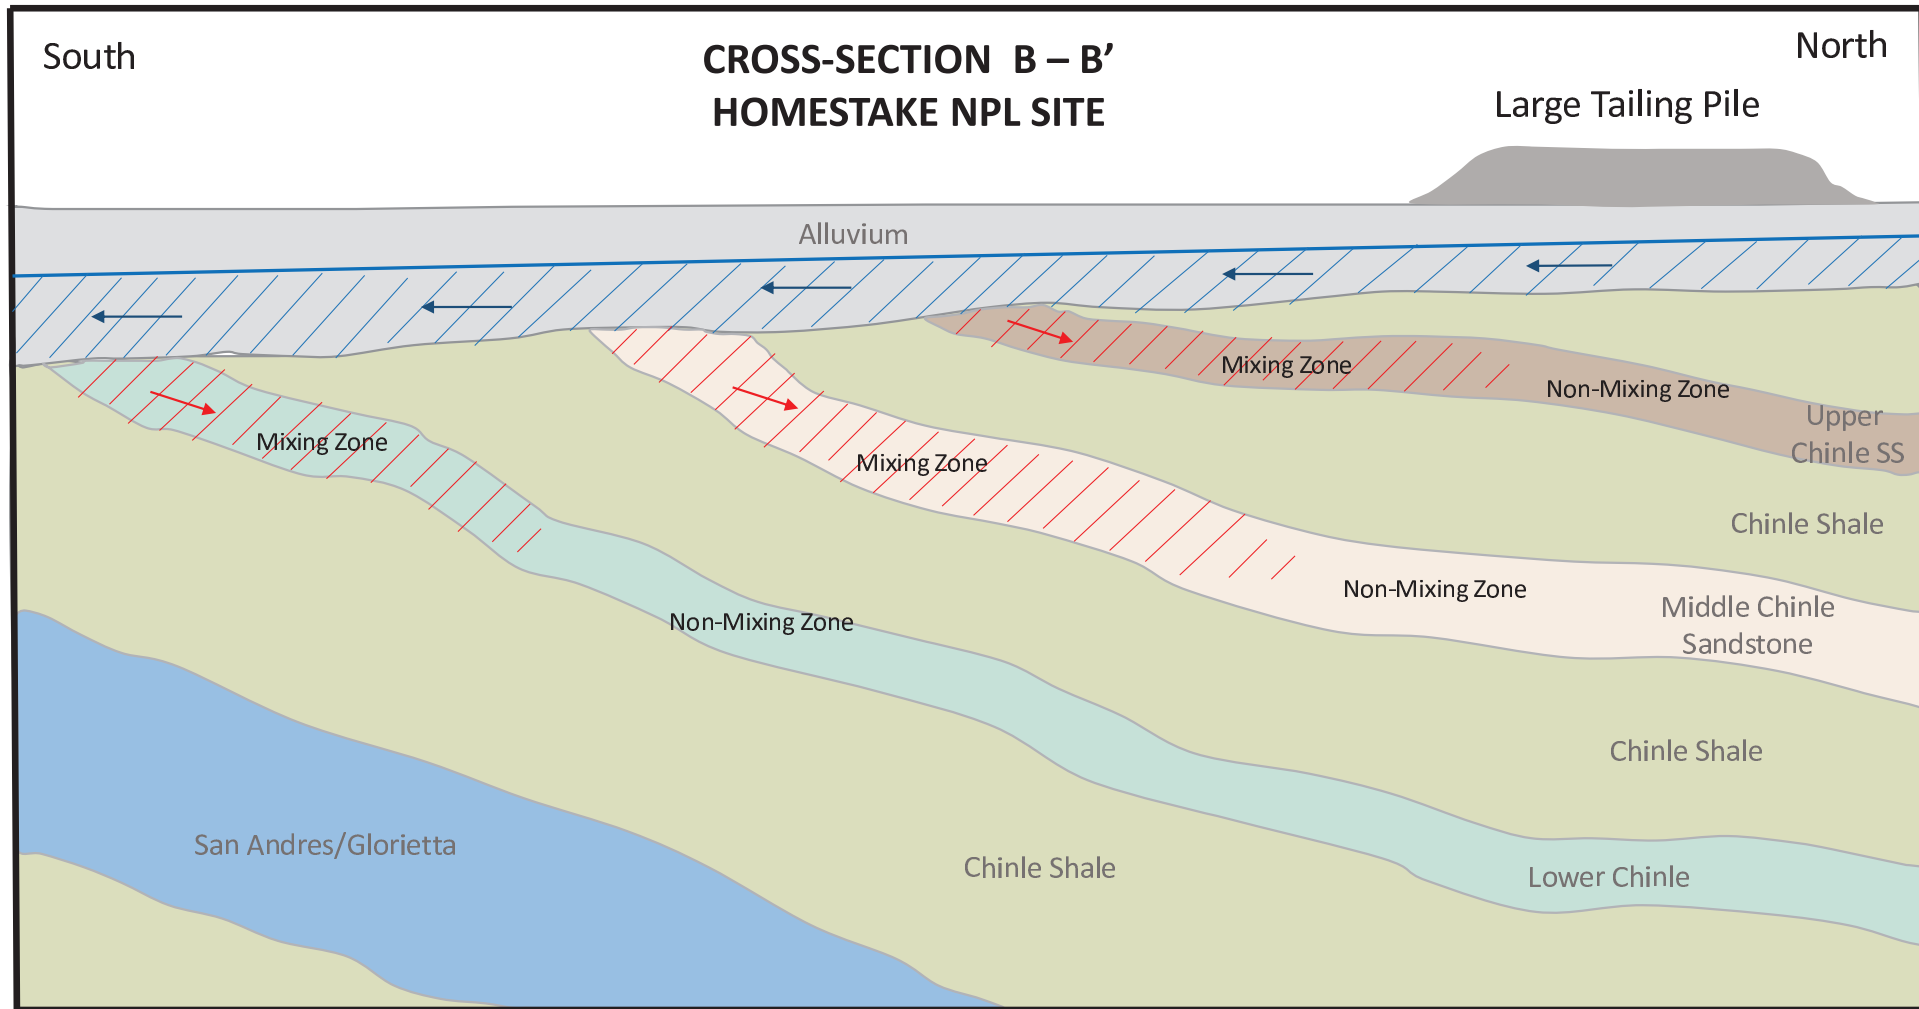 South
CROSS-SECTION B – B’
North
HOMESTAKE NPL SITE
Large Tailing Pile
Alluvium
Mixing Zone
Non-Mixing Zone
Upper
Chinle SS
Mixing Zone
Mixing Zone
Chinle Shale
Non-Mixing Zone
Middle Chinle
Sandstone
Non-Mixing Zone
Chinle Shale
San Andres/Glorietta
Chinle Shale
Lower Chinle